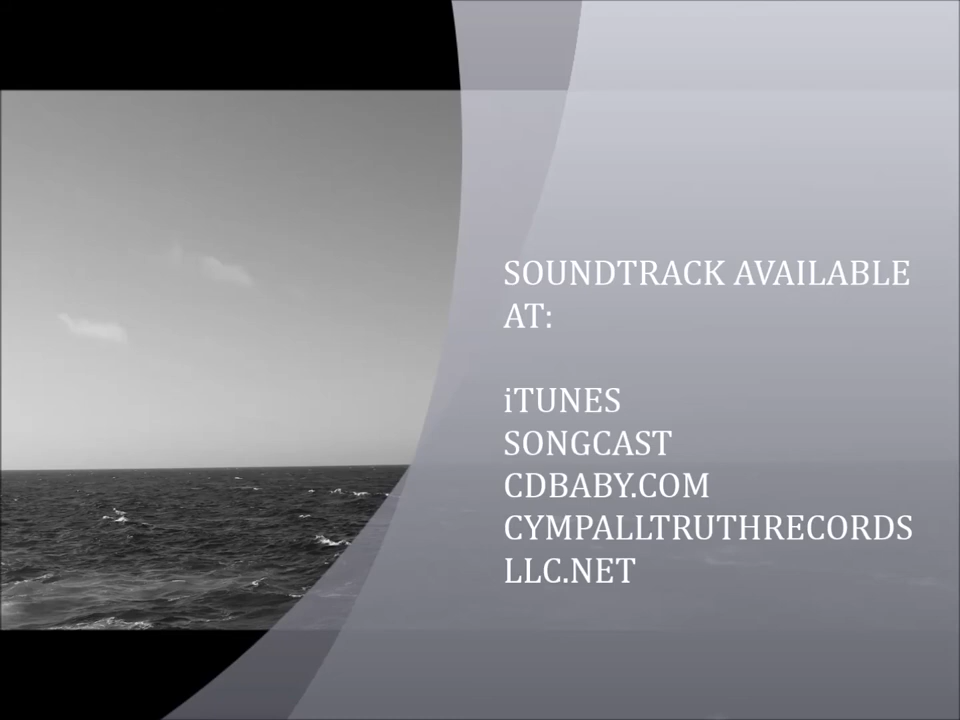 SOUNDTRACK AVAILABLE
AT:
iTUNES
SONGCAST
CDBABY.COM
CYMPALLTRUTHRECORDS
LLC.NET